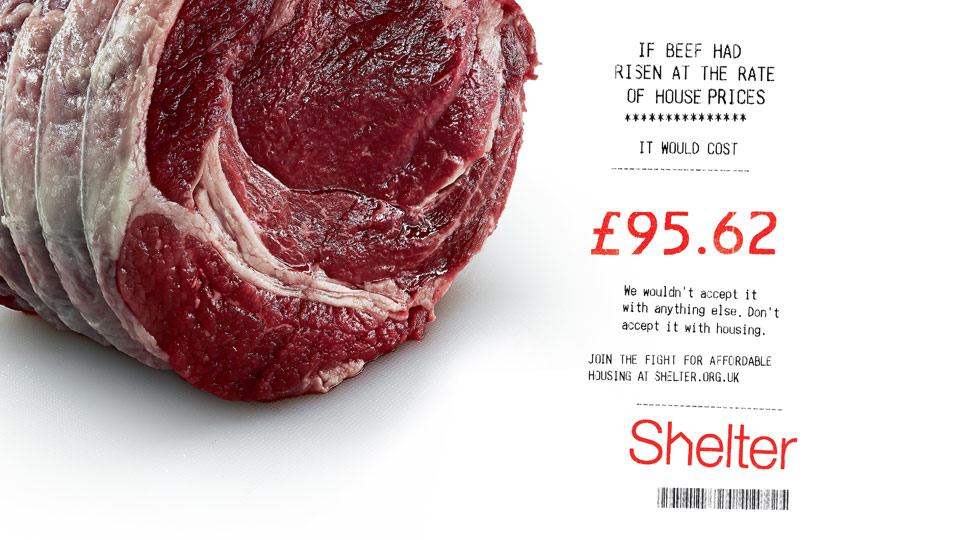 IF BEEF HAD
RISEN AT THE RATE
OF HOUSE PRICES
***************
IT WOULD COST
£95.62
We wouldn't accept it
with anything else. Don't
accept it with housing.
JOIN THE FIGHT FOR AFFORDABLE
HOUSING AT SHELTER.ORG.UK
Shelter